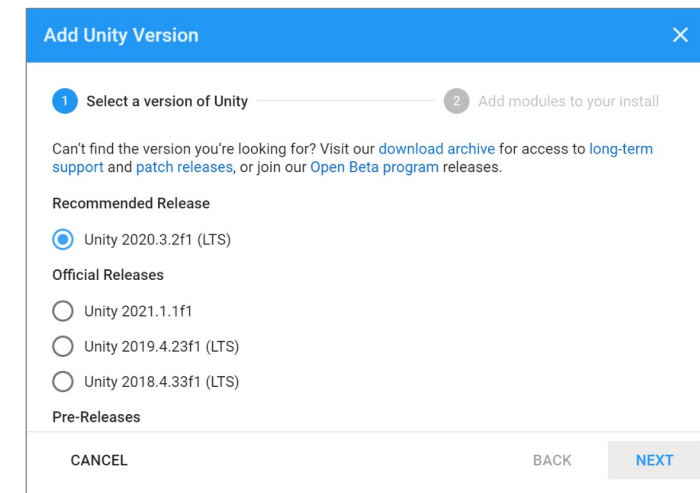 Add Unity Version
1 Select a version of Unity 2 Add modules to your install
Can't find the version you're looking for? Visit our download archive for access to long-term
support and patch releases, or join our Open Beta program releases.
Recommended Release
Unity 2020.3.2f1 (LTS)
Official Releases
Unity 2021.1.1f1
Unity 2019.4.23f1 (LTS)
Unity 2018.4.33f1 (LTS)
Pre-Releases
CANCEL BACK NEXT